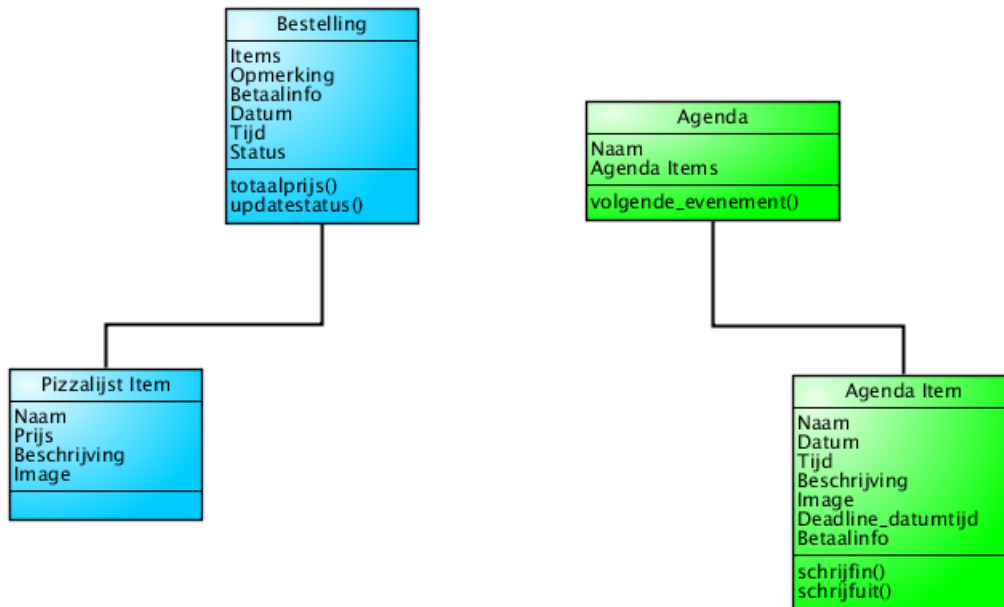 Bestelling
Items
Opmerking
Betaalinfo
Datum
Tijd
Status
totaalprijs()
updatestatus()
Pizzalijst Item
Naam
Prijs
Beschrijving
Image
Agenda
Naam
Agenda Items
volgende_evenement()
Agenda Item
Naam
Datum
Tijd
Beschrijving
Image
Deadline_datumtijd
Betaalinfo
schrijfin()
schrijfuit()